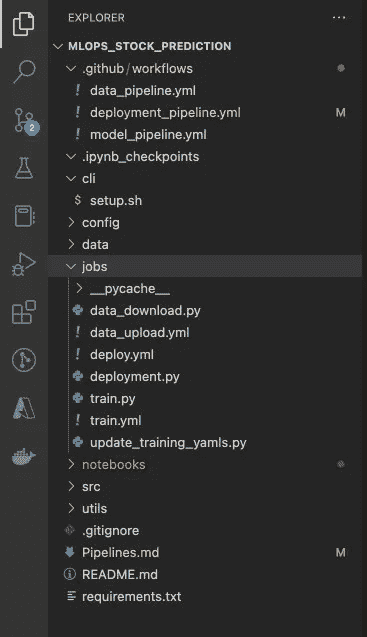 EXPLORER
MLOPS_STOCK_PREDICTION
.github/workflows
! data_pipeline.yml
! deployment_pipeline.yml M
! model_pipeline.yml
.ipynb_checkpoints
cli
$ setup.sh
config
data
jobs
__pycache__
data_download.py
! data_upload.yml
! deploy.yml
deployment.py
train.py
! train.yml
update_training_yamls.py
notebooks
src
utils
.gitignore
Pipelines.md M
README.md
requirements.txt
2